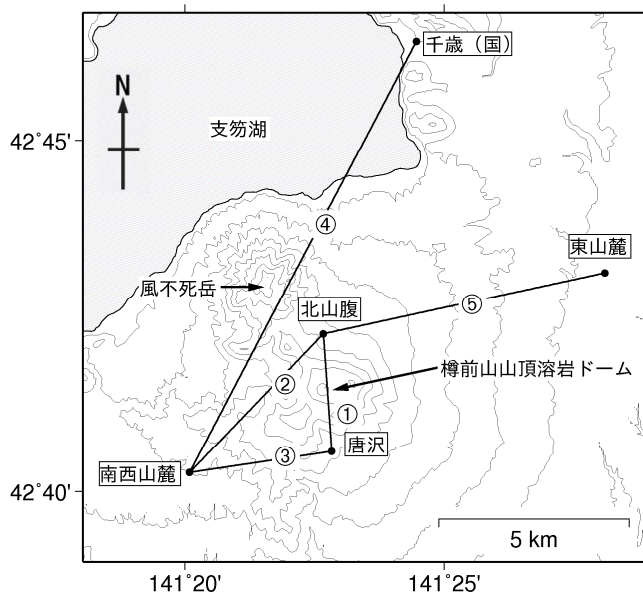 千歳（国）
N
42˚45'
支笏湖
④
東山麓
風不死岳
北山腹
⑤
②
樽前山山頂溶岩ドーム
①
唐沢
③
南西山麓
42˚40'
5 km
141˚20'
141˚25'